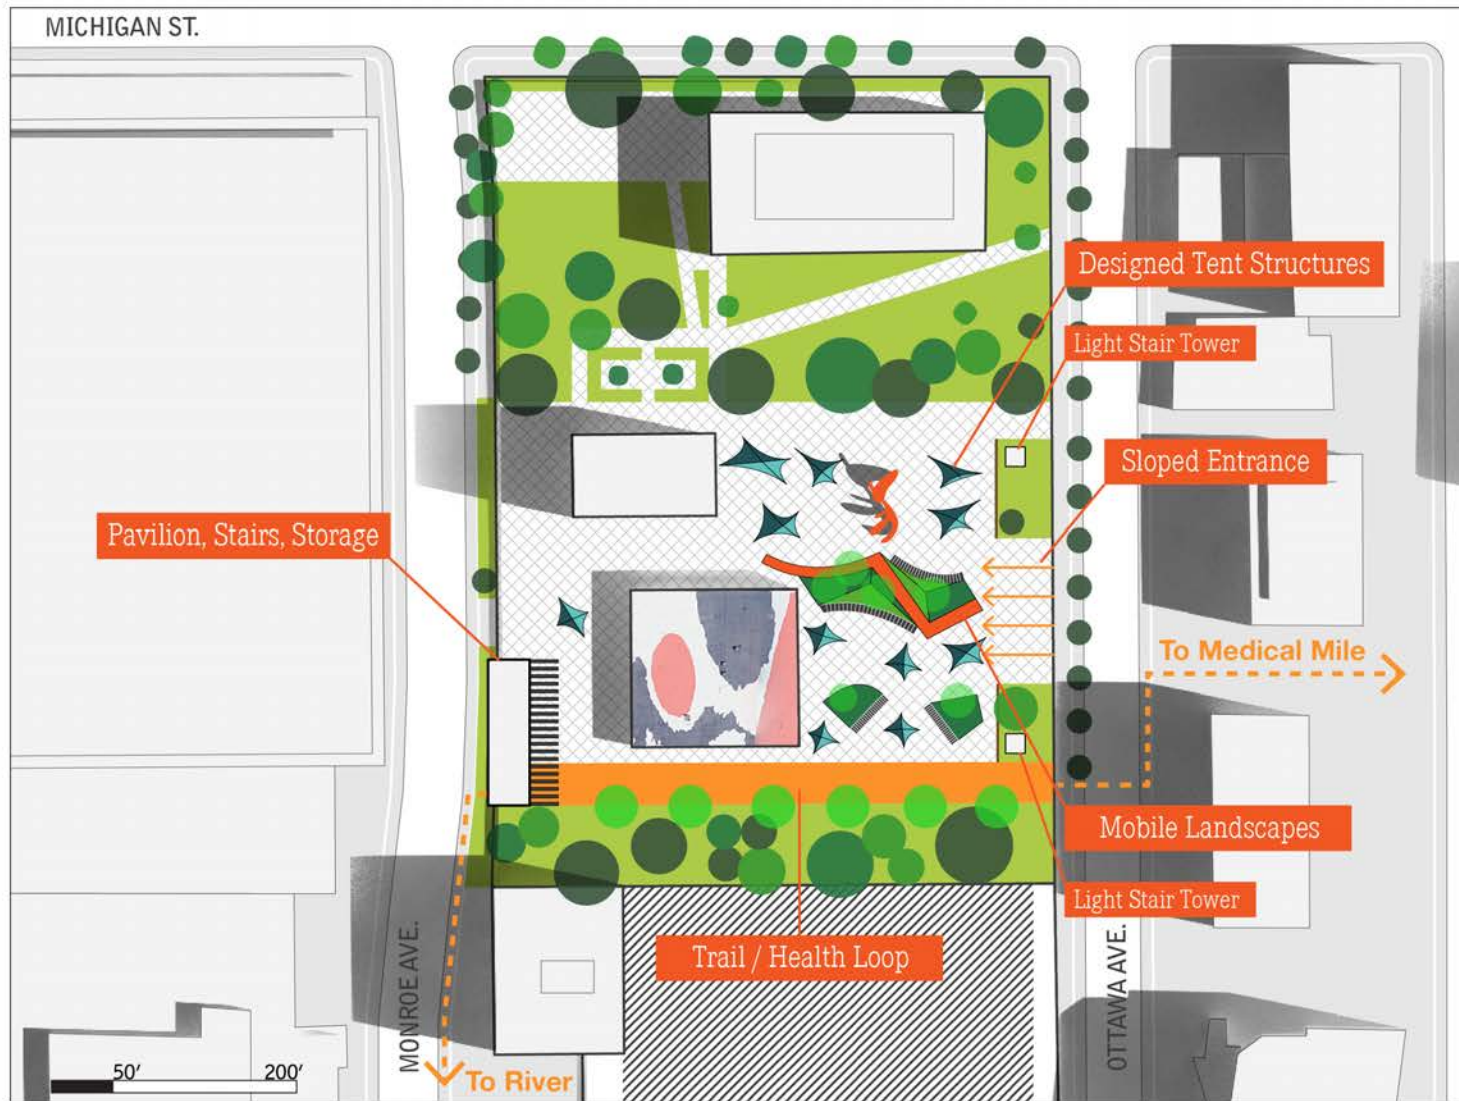 MICHIGAN ST.
Designed Tent Structures
Light Stair Tower
Sloped Entrance
Pavilion, Stairs, Storage
To Medical Mile
Mobile Landscapes
Light Stair Tower
Trail / Health Loop
MONROE AVE.
OTTAWA AVE.
50' 200'
To River